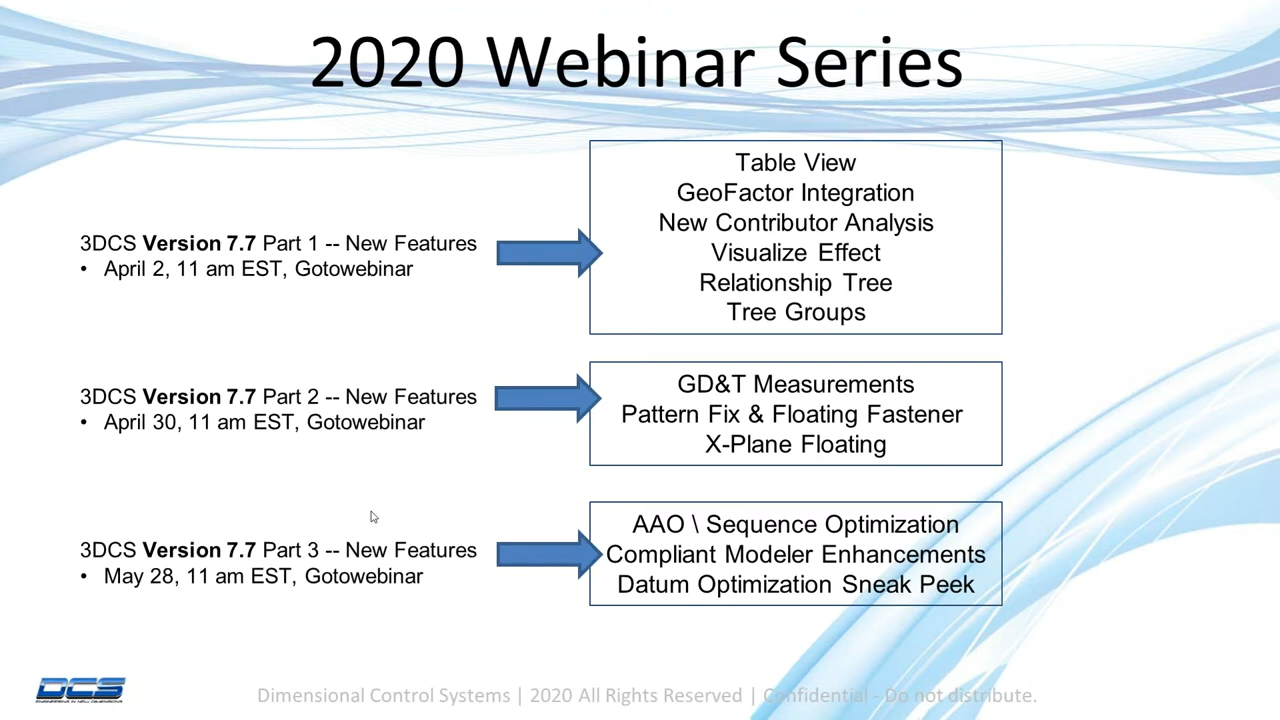 2020 Webinar Series
3DCS Version 7.7 Part 1 -- New Features
• April 2, 11 am EST, Gotowebinar
Table View
GeoFactor Integration
New Contributor Analysis
Visualize Effect
Relationship Tree
Tree Groups
3DCS Version 7.7 Part 2 -- New Features
• April 30, 11 am EST, Gotowebinar
GD&T Measurements
Pattern Fix & Floating Fastener
X-Plane Floating
3DCS Version 7.7 Part 3 -- New Features
• May 28, 11 am EST, Gotowebinar
AAO \ Sequence Optimization
Compliant Modeler Enhancements
Datum Optimization Sneak Peek
DCS
ENGINEERING IN NEW DIMENSIONS
Dimensional Control Systems | 2020 All Rights Reserved | Confidential - Do not distribute.